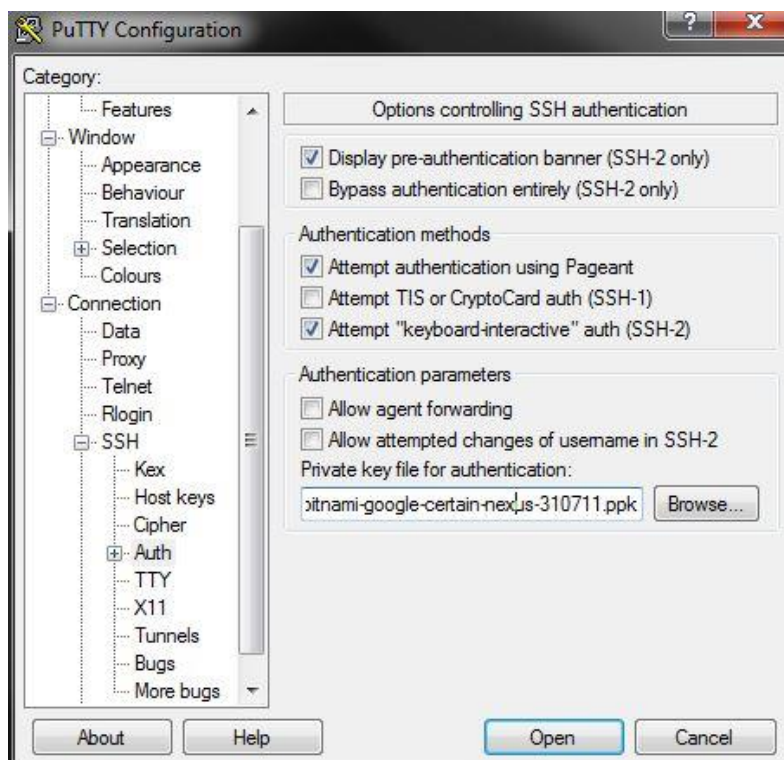 PuTTY Configuration
?
X
Category:
Features
Window
Appearance
Behaviour
Translation
Selection
Colours
Connection
Data
Proxy
Telnet
Rlogin
SSH
Kex
Host keys
Cipher
Auth
TTY
X11
Tunnels
Bugs
More bugs
Options controlling SSH authentication
Display pre-authentication banner (SSH-2 only)
Bypass authentication entirely (SSH-2 only)
Authentication methods
Attempt authentication using Pageant
Attempt TIS or CryptoCard auth (SSH-1)
Attempt "keyboard-interactive" auth (SSH-2)
Authentication parameters
Allow agent forwarding
Allow attempted changes of username in SSH-2
Private key file for authentication:
bitnami-google-certain-nexus-310711.ppk
Browse...
About
Help
Open
Cancel